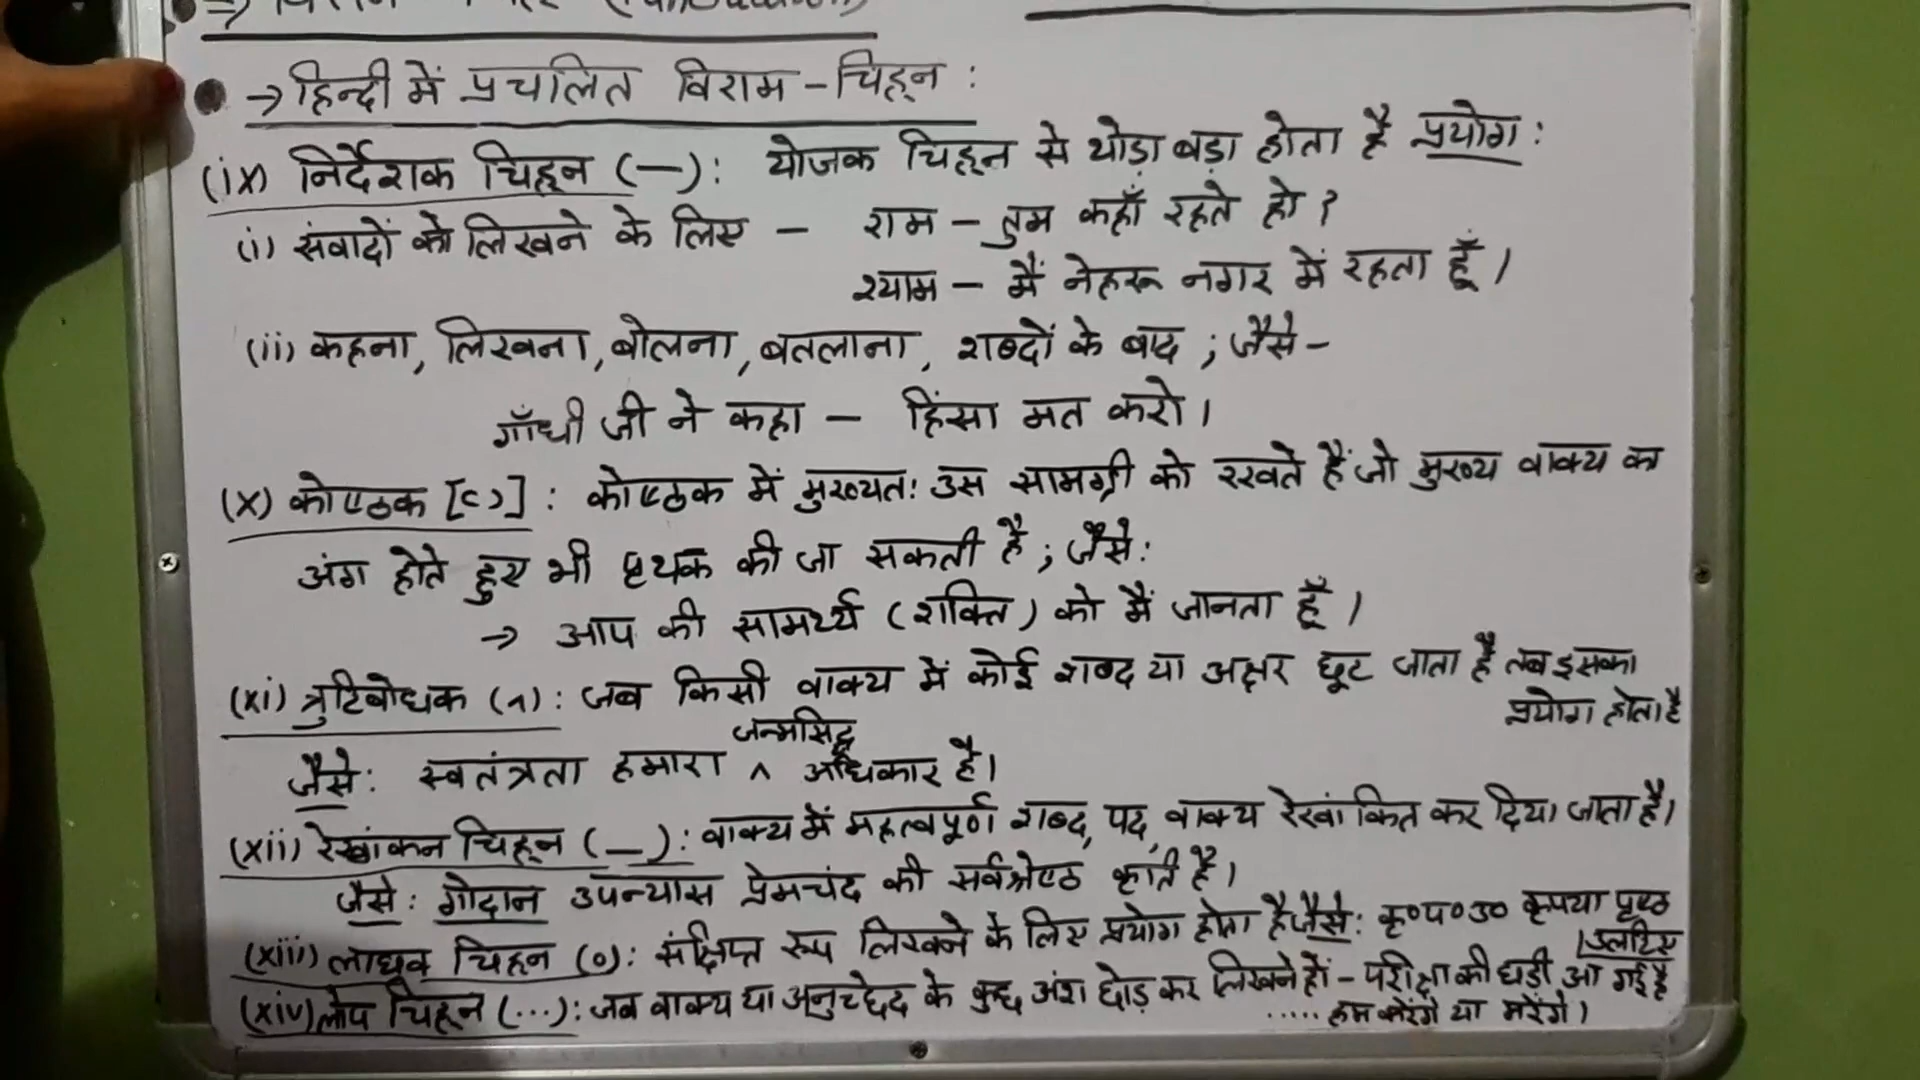 → विराम
→ हिन्दी में प्रचलित विराम - चिह्न :
(ix) निर्देशक चिह्न (—) : योजक चिह्न से थोड़ा बड़ा होता है प्रयोग :
(i) संवादों को लिखने के लिए – राम – तुम कहाँ रहते हो ?
श्याम – मैं नेहरू नगर में रहता हूँ ।
(ii) कहना, लिखना, बोलना, बतलाना, शब्दों के बाद ; जैसे –
गाँधी जी ने कहा – हिंसा मत करो ।
(x) कोष्ठक [()] : कोष्ठक में मुख्यतः उस सामग्री को रखते हैं जो मुख्य वाक्य का
अंग होते हुए भी पृथक की जा सकती है ; जैसे :
→ आप की सामर्थ्य (शक्ति) को मैं जानता हूँ ।
(xi) त्रुटिबोधक (^) : जब किसी वाक्य में कोई शब्द या अक्षर छूट जाता है तब इसका
प्रयोग होता है
जन्मसिद्ध
जैसे : स्वतंत्रता हमारा ^ अधिकार है।
(xii) रेखांकन चिह्न (_) : वाक्य में महत्वपूर्ण शब्द, पद, वाक्य रेखांकित कर दिया जाता है।
जैसे : गोदान उपन्यास प्रेमचंद की सर्वश्रेष्ठ कृति है।
(xiii) लाघव चिह्न (०) : संक्षिप्त रूप लिखने के लिए प्रयोग होता है जैसे : कृ०प०उ० कृपया पृष्ठ
उलटिए
(xiv) लोप चिह्न (...) : जब वाक्य या अनुच्छेद के कुछ अंश छोड़ कर लिखने हों – परीक्षा की घड़ी आ गई है
..... हम करेंगे या मरेंगे।